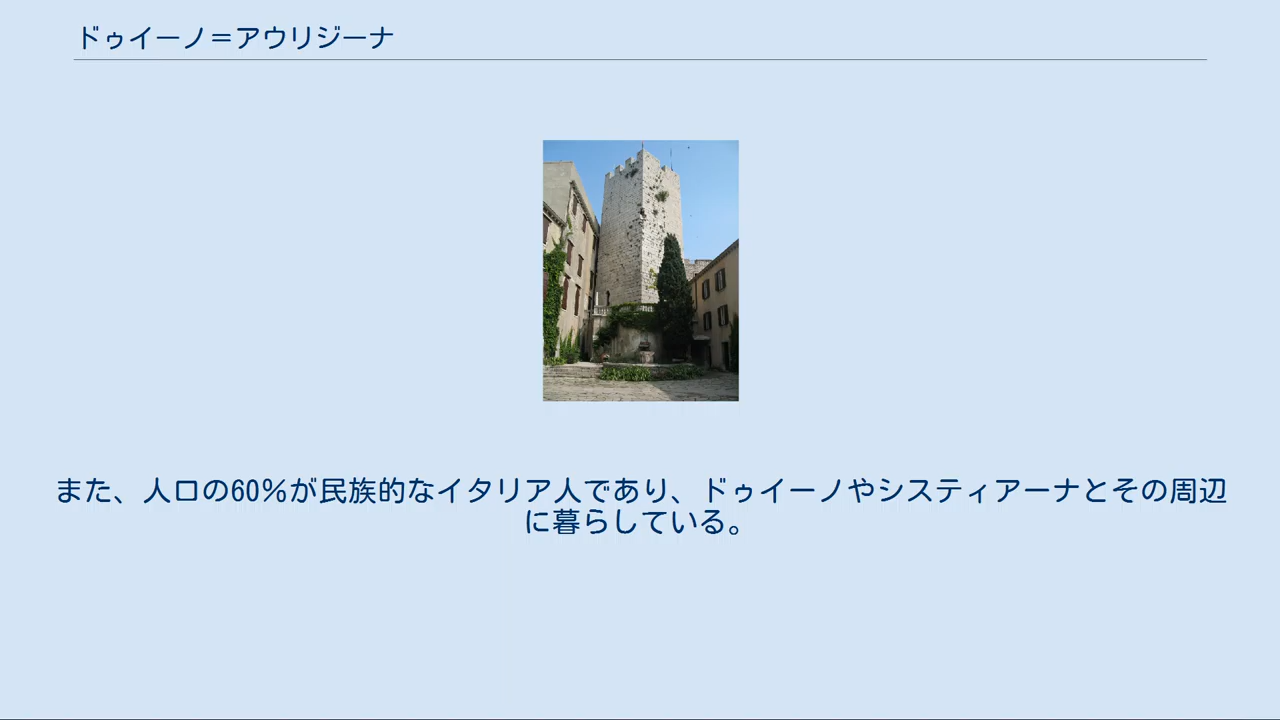 ドゥイーノ＝アウリジーナ
また、人口の60％が民族的なイタリア人であり、ドゥイーノやシスティアーナとその周辺
に暮らしている。